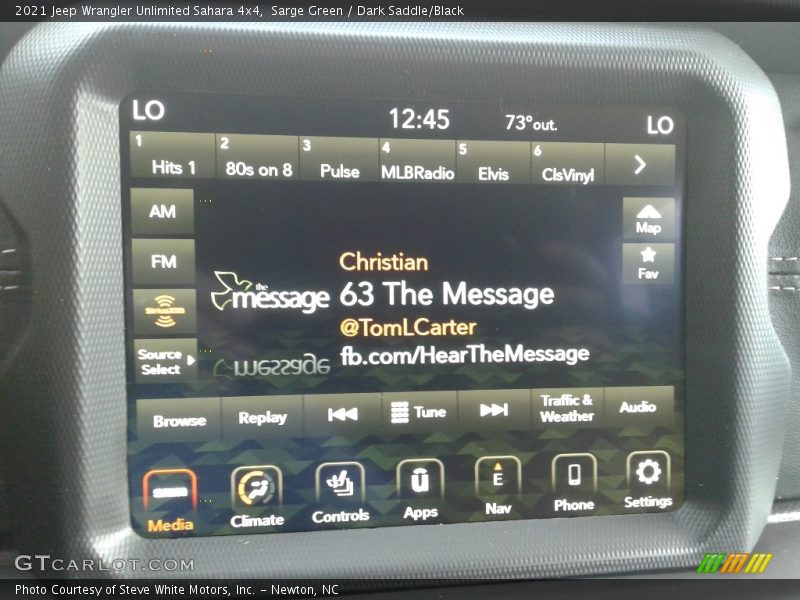 2021 Jeep Wrangler Unlimited Sahara 4x4, Sarge Green / Dark Saddle/Black
LO 12:45 73°out. LO
1 Hits 1 2 80s on 8 3 Pulse 4 MLBRadio 5 Elvis 6 ClsVinyl
AM
Map
FM
Fav
SiriusXM
Source Select
the message
Christian
63 The Message
@TomLCarter
fb.com/HearTheMessage
message
Browse Replay Tune Traffic & Weather Audio
Media Climate Controls Apps U E Nav Phone Settings
GTCARLOT.COM
Photo Courtesy of Steve White Motors, Inc. – Newton, NC